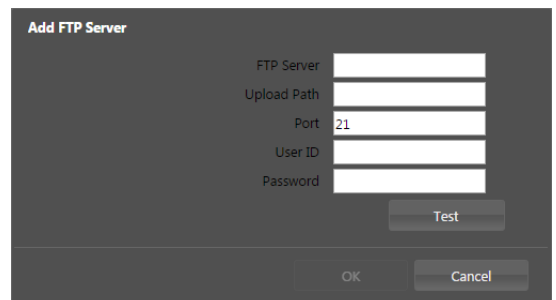 Add FTP Server
FTP Server
Upload Path
Port 21
User ID
Password
Test
OK Cancel